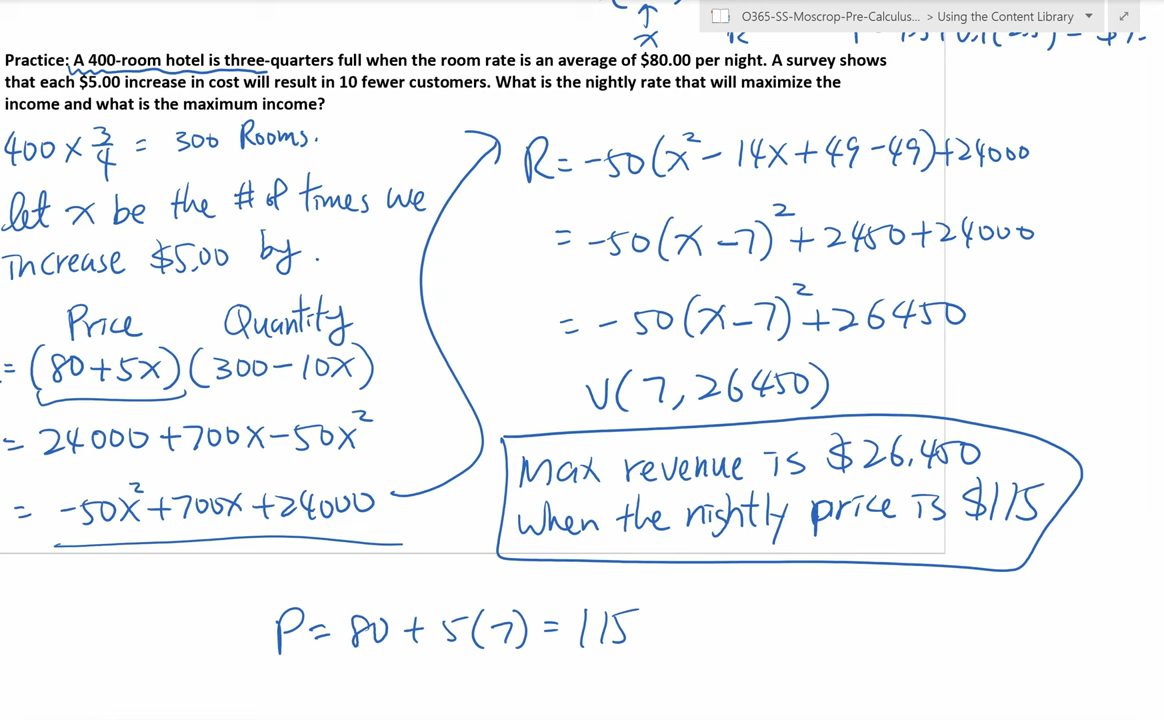 x
O365-SS-Moscrop-Pre-Calculus... > Using the Content Library
Practice: A 400-room hotel is three-quarters full when the room rate is an average of $80.00 per night. A survey shows
that each $5.00 increase in cost will result in 10 fewer customers. What is the nightly rate that will maximize the
income and what is the maximum income?
400 × 3/4 = 300 Rooms.
let x be the # of times we
increase $5.00 by.
Price Quantity
= (80+5x)(300-10x)
= 24000+700x-50x²
= -50x²+700x+24000
R= -50(x²-14x+49-49)+24000
= -50(x-7)²+2450+24000
= -50(x-7)²+26450
V(7,26450)
Max revenue is $26,450
when the nightly price is $115
P= 80 + 5(7) = 115